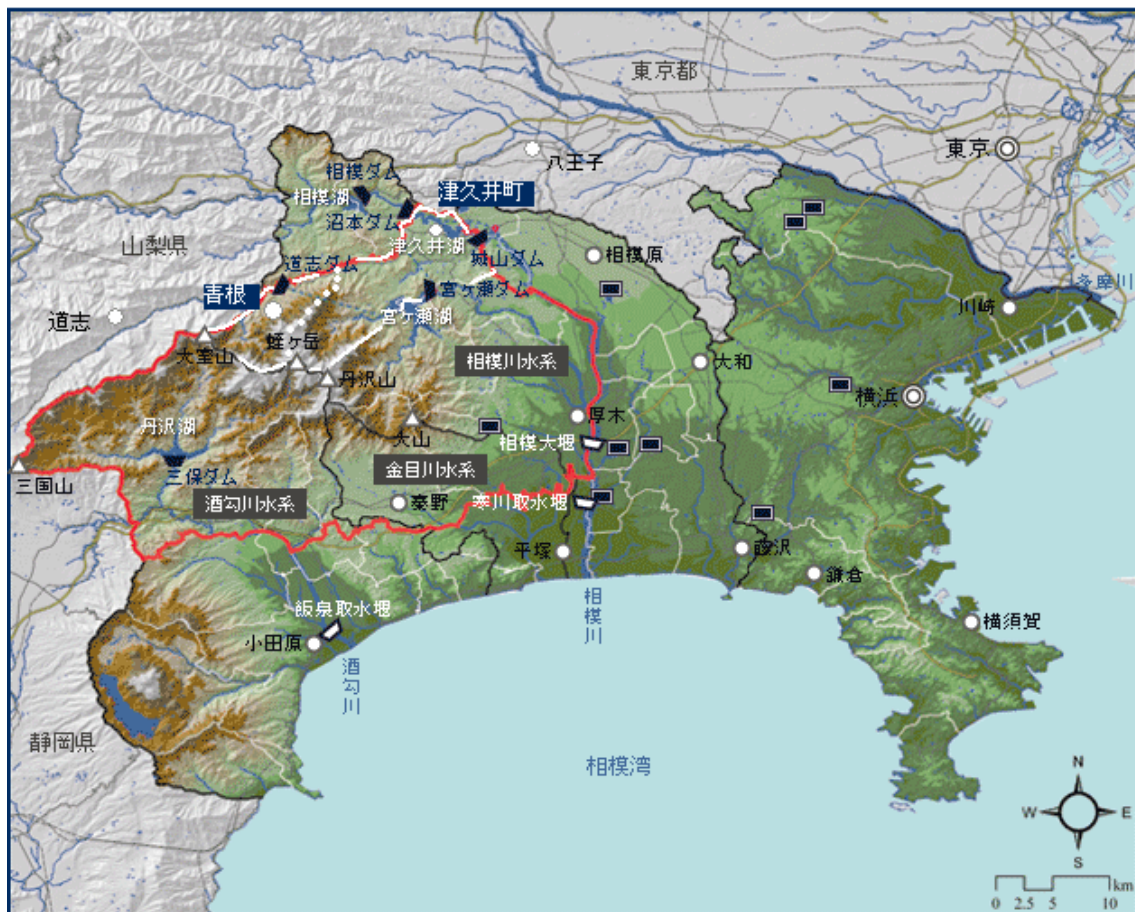 東京都
東京
八王子
相模ダム
相模湖
津久井町
沼本ダム
津久井湖
城山ダム
相模原
山梨県
道志ダム
宮ヶ瀬ダム
多摩川
青根
宮ヶ瀬湖
川崎
道志
蛭ヶ岳
大室山
相模川水系
大和
丹沢山
横浜
丹沢湖
大山
厚木
相模大堰
三国山
三保ダム
金目川水系
酒匂川水系
秦野
寒川取水堰
平塚
藤沢
鎌倉
飯泉取水堰
相模川
小田原
横須賀
酒匂川
静岡県
相模湾
N
W
E
S
km
0 2.5 5 10